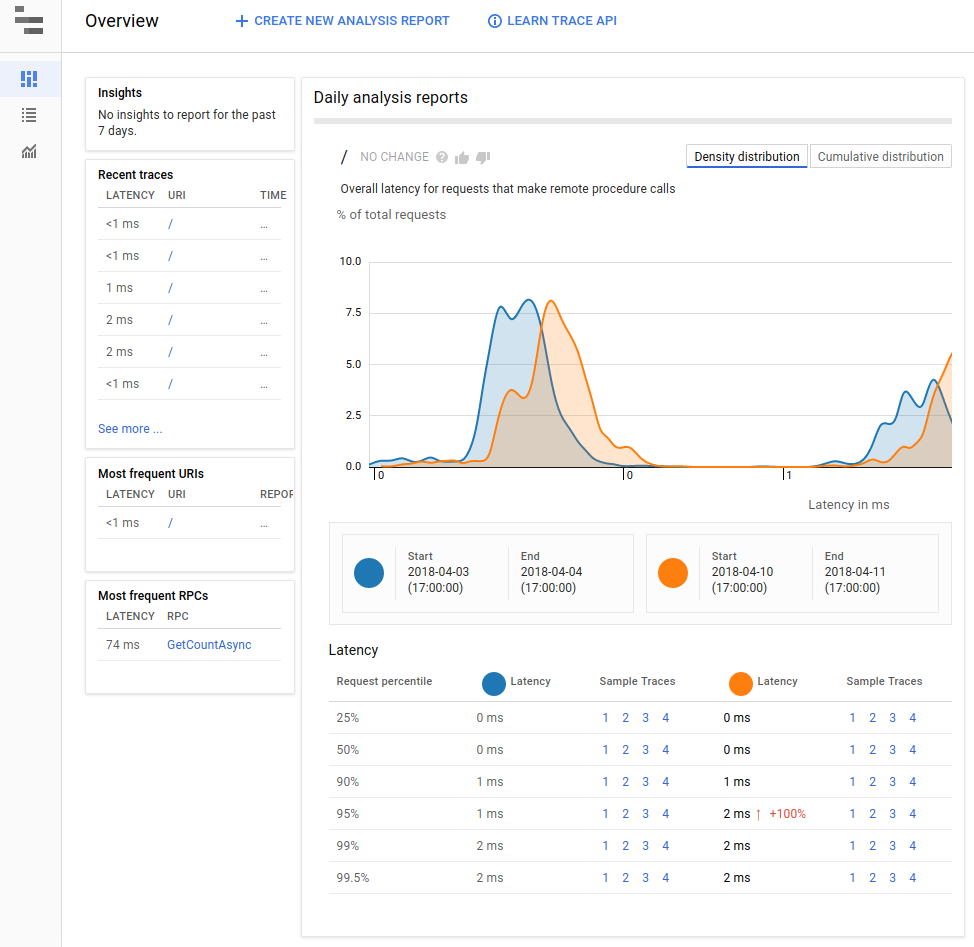 Overview
CREATE NEW ANALYSIS REPORT
LEARN TRACE API
Insights
No insights to report for the past
7 days.
Recent traces
LATENCY URI TIME
<1 ms / ...
<1 ms / ...
1 ms / ...
2 ms / ...
2 ms / ...
<1 ms / ...
See more ...
Most frequent URIs
LATENCY URI REPOR
<1 ms / ...
Most frequent RPCs
LATENCY RPC
74 ms GetCountAsync
Daily analysis reports
/ NO CHANGE
Density distribution
Cumulative distribution
Overall latency for requests that make remote procedure calls
% of total requests
10.0
7.5
5.0
2.5
0.0
0 0 1
Latency in ms
Start
2018-04-03
(17:00:00)
End
2018-04-04
(17:00:00)
Start
2018-04-10
(17:00:00)
End
2018-04-11
(17:00:00)
Latency
Request percentile Latency Sample Traces Latency Sample Traces
25% 0 ms 1 2 3 4 0 ms 1 2 3 4
50% 0 ms 1 2 3 4 0 ms 1 2 3 4
90% 1 ms 1 2 3 4 1 ms 1 2 3 4
95% 1 ms 1 2 3 4 2 ms ↑ +100% 1 2 3 4
99% 2 ms 1 2 3 4 2 ms 1 2 3 4
99.5% 2 ms 1 2 3 4 2 ms 1 2 3 4